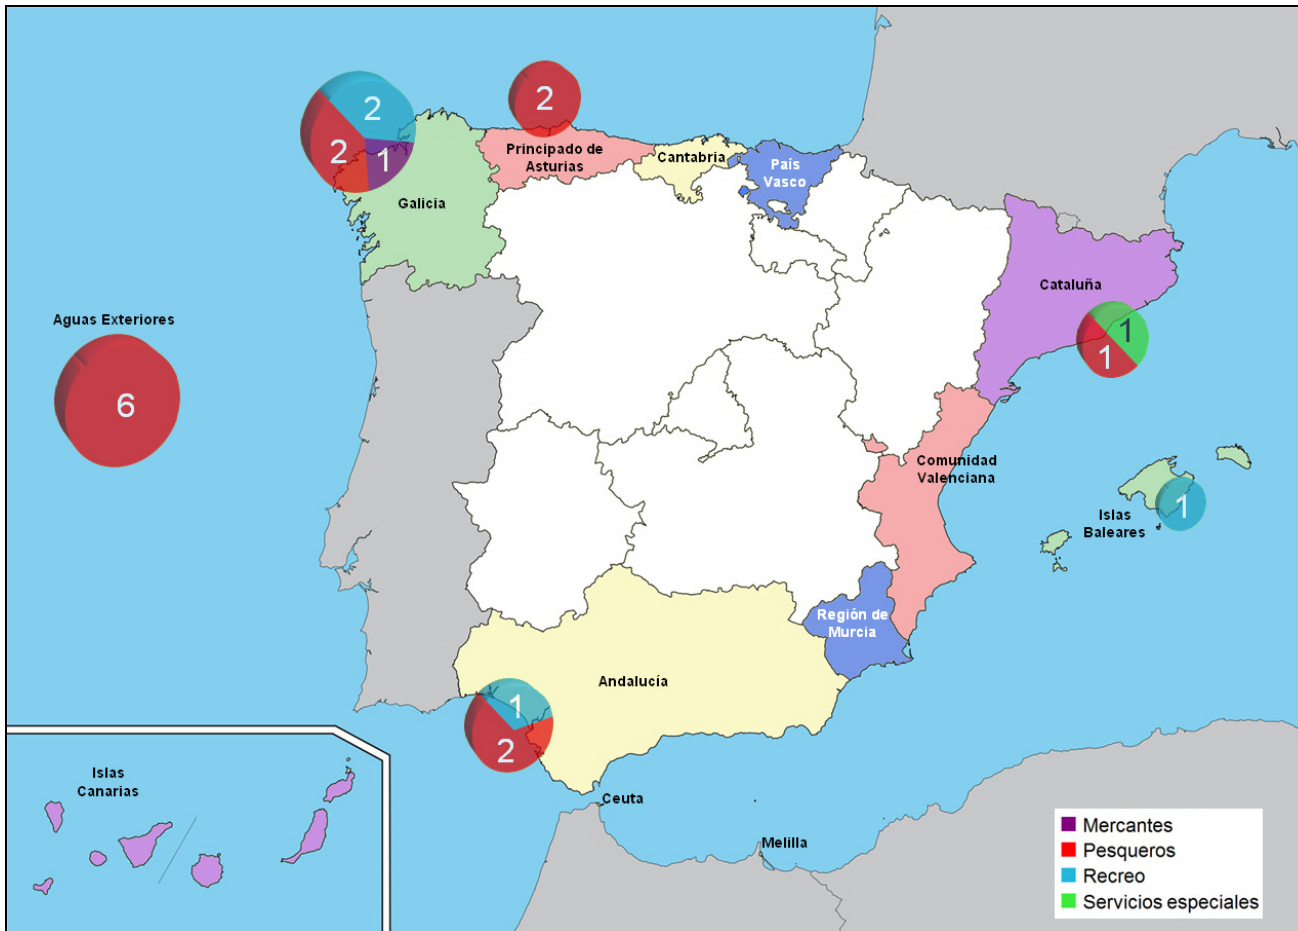 2
2
2
1
Principado de
Asturias
Cantabria
País
Vasco
Galicia
Cataluña
Aguas Exteriores
1
1
6
Comunidad
Valenciana
1
Islas
Baleares
Región de
Murcia
Andalucía
1
2
Islas
Canarias
Ceuta
Melilla
Mercantes
Pesqueros
Recreo
Servicios especiales